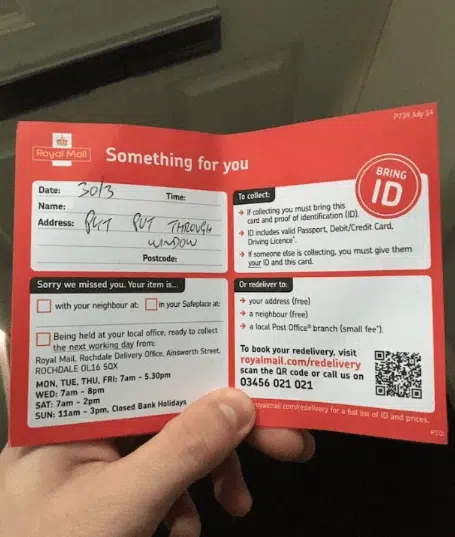 P739 July 24
Royal Mail
Something for you
Date: 30/3 Time:
Name:
Address: PUT PUT THROUGH
WINDOW
Postcode:
Sorry we missed you. Your item is...
with your neighbour at: in your Safeplace at:
Being held at your local office, ready to collect
the next working day from:
Royal Mail, Rochdale Delivery Office, Ainsworth Street,
ROCHDALE OL16 5QX
MON, TUE, THU, FRI: 7am - 5.30pm
WED: 7am - 8pm
SAT: 7am - 2pm
SUN: 11am - 3pm, Closed Bank Holidays
BRING
ID
To collect:
→ If collecting you must bring this
card and proof of identification (ID).
→ ID includes valid Passport, Debit/Credit Card,
Driving Licence*.
→ If someone else is collecting, you must give them
your ID and this card.
Or redeliver to:
→ your address (free)
→ a neighbour (free)
→ a local Post Office® branch (small fee*).
To book your redelivery, visit
royalmail.com/redelivery
scan the QR code or call us on
03456 021 021
royalmail.com/redelivery for a full list of ID and prices.
P.T.O.